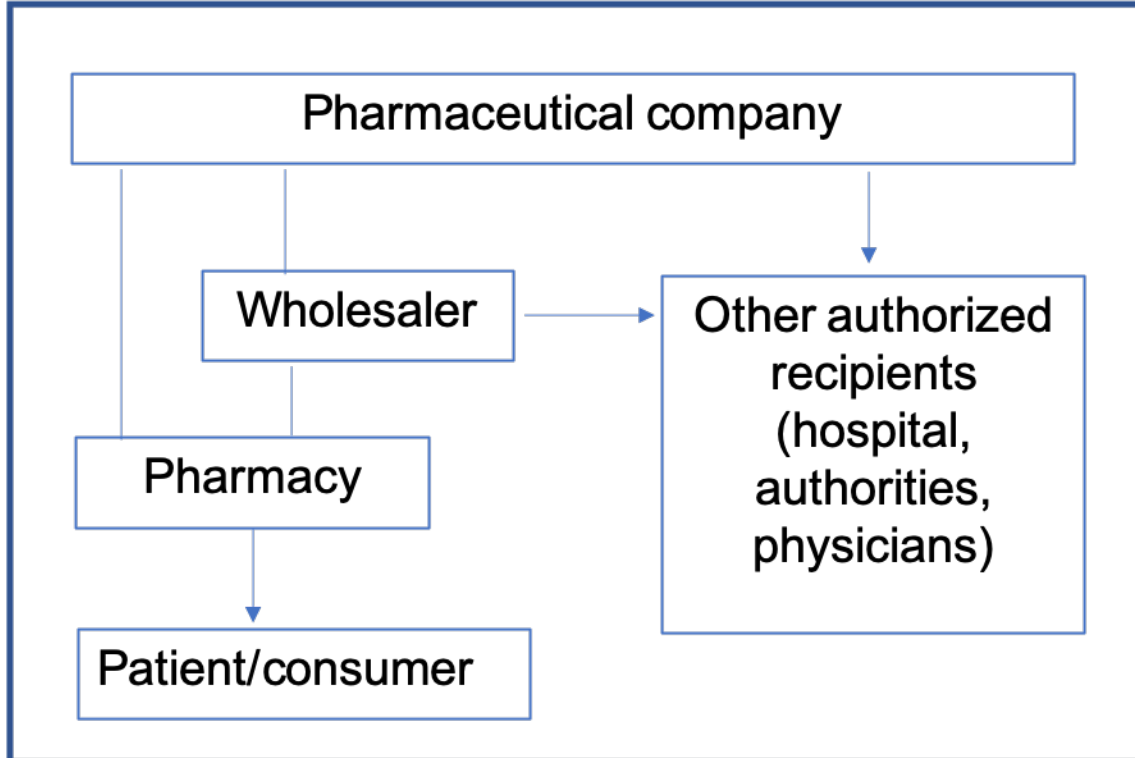 Pharmaceutical company
Wholesaler
Other authorized
recipients
(hospital,
authorities,
physicians)
Pharmacy
Patient/consumer